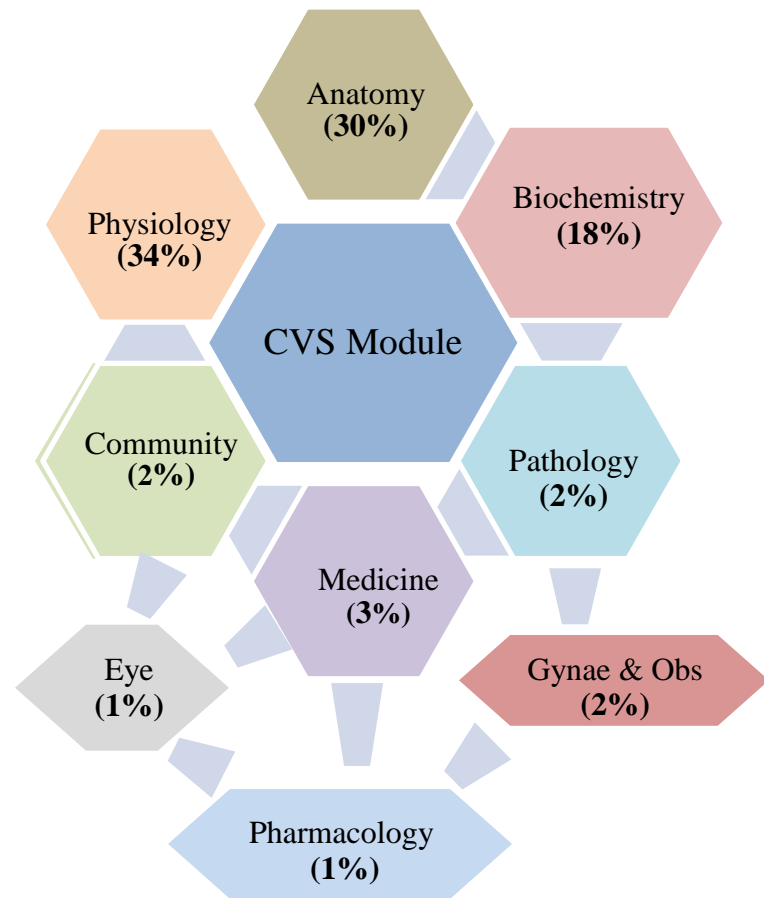 Anatomy
(30%)
Physiology
(34%)
Biochemistry
(18%)
CVS Module
Community
(2%)
Pathology
(2%)
Medicine
(3%)
Eye
(1%)
Gynae & Obs
(2%)
Pharmacology
(1%)